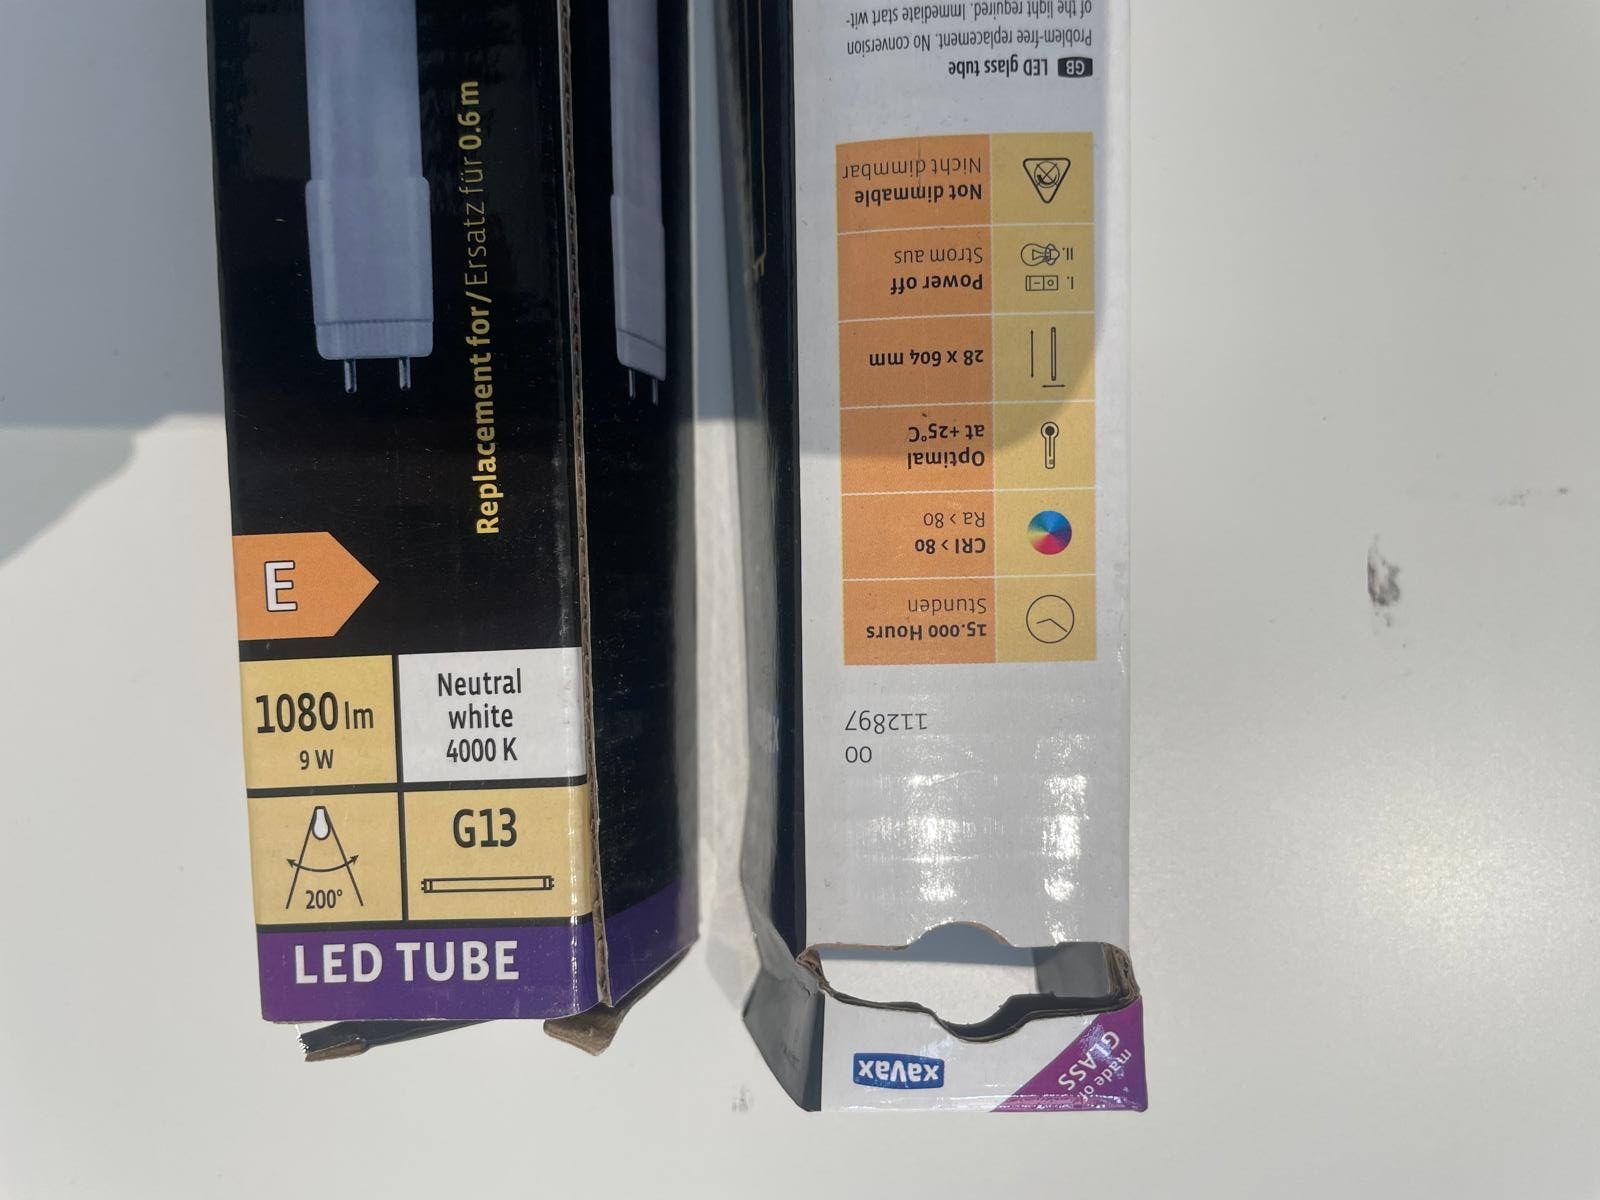 Replacement for / Ersatz für 0.6 m
E
1080 lm
9 W
Neutral
white
4000 K
200°
G13
LED TUBE
made of
GLASS
xavax
00
112897
15.000 Hours
Stunden
CRI > 80
Ra > 80
Optimal
at +25°C
28 x 604 mm
I.
II.
Power off
Strom aus
Not dimmable
Nicht dimmbar
GB LED glass tube
Problem-free replacement. No conversion
of the light required. Immediate start wit-